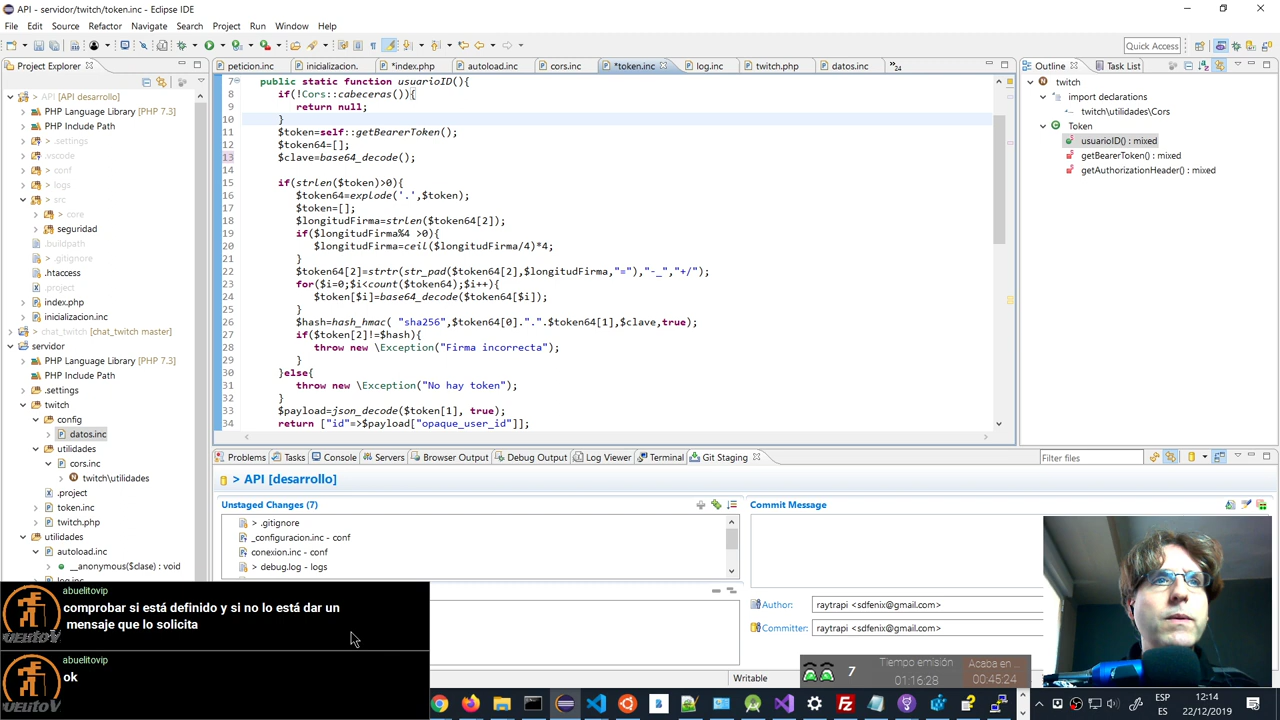 API - servidor/twitch/token.inc - Eclipse IDE
File Edit Source Refactor Navigate Search Project Run Window Help
Quick Access
Project Explorer
API [API desarrollo]
PHP Language Library [PHP 7.3]
PHP Include Path
> .settings
> .vscode
> conf
> logs
> src
> core
seguridad
.buildpath
> .gitignore
.htaccess
.project
index.php
inicializacion.inc
chat_twitch [chat_twitch master]
servidor
PHP Language Library [PHP 7.3]
PHP Include Path
.settings
twitch
config
datos.inc
utilidades
cors.inc
twitch\utilidades
.project
token.inc
twitch.php
utilidades
autoload.inc
__anonymous($clase) : void
log.inc
peticion.inc inicializacion. *index.php autoload.inc cors.inc *token.inc log.inc twitch.php datos.inc »24
7 public static function usuarioID(){
8 if(!Cors::cabeceras()){
9 return null;
10 }
11 $token=self::getBearerToken();
12 $token64=[];
13 $clave=base64_decode();
14
15 if(strlen($token)>0){
16 $token64=explode('.',$token);
17 $token=[];
18 $longitudFirma=strlen($token64[2]);
19 if($longitudFirma%4 >0){
20 $longitudFirma=ceil($longitudFirma/4)*4;
21 }
22 $token64[2]=strtr(str_pad($token64[2],$longitudFirma,"="),"-_","+/");
23 for($i=0;$i<count($token64);$i++){
24 $token[$i]=base64_decode($token64[$i]);
25 }
26 $hash=hash_hmac( "sha256",$token64[0].".".$token64[1],$clave,true);
27 if($token[2]!=$hash){
28 throw new \Exception("Firma incorrecta");
29 }
30 }else{
31 throw new \Exception("No hay token");
32 }
33 $payload=json_decode($token[1], true);
34 return ["id"=>$payload["opaque_user_id"]];
Outline Task List
twitch
import declarations
twitch\utilidades\Cors
Token
usuarioID() : mixed
getBearerToken() : mixed
getAuthorizationHeader() : mixed
Problems Tasks Console Servers Browser Output Debug Output Log Viewer Terminal Git Staging
Filter files
> API [desarrollo]
Unstaged Changes (7)
> .gitignore
_configuracion.inc - conf
conexion.inc - conf
> debug.log - logs
Commit Message
Author: raytrapi <sdfenix@gmail.com>
Committer: raytrapi <sdfenix@gmail.com>
abuelitovip
comprobar si está definido y si no lo está dar un
mensaje que lo solicita
abuelitovip
ok
Writable
7
Tiempo emisión
01:16:28
Acaba en ...
00:45:24
ESP
ES
12:14
22/12/2019